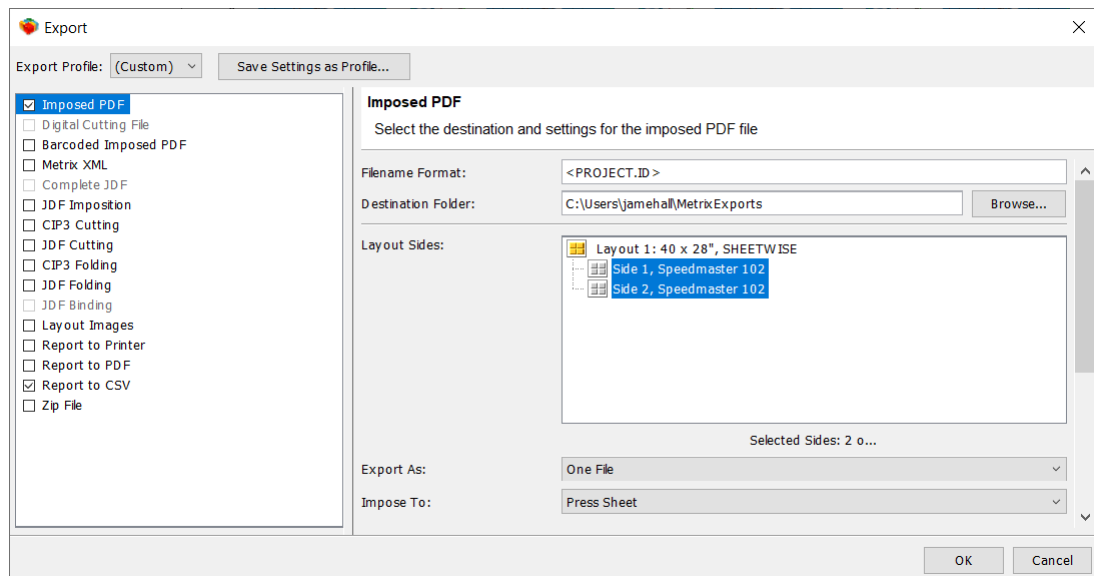 Export
Export Profile: (Custom) Save Settings as Profile...
Imposed PDF
Digital Cutting File
Barcoded Imposed PDF
Metrix XML
Complete JDF
JDF Imposition
CIP3 Cutting
JDF Cutting
CIP3 Folding
JDF Folding
JDF Binding
Layout Images
Report to Printer
Report to PDF
Report to CSV
Zip File
Imposed PDF
Select the destination and settings for the imposed PDF file
Filename Format: <PROJECT.ID>
Destination Folder: C:\Users\jamehall\MetrixExports Browse...
Layout Sides: Layout 1: 40 x 28", SHEETWISE
Side 1, Speedmaster 102
Side 2, Speedmaster 102
Selected Sides: 2 o...
Export As: One File
Impose To: Press Sheet
OK Cancel